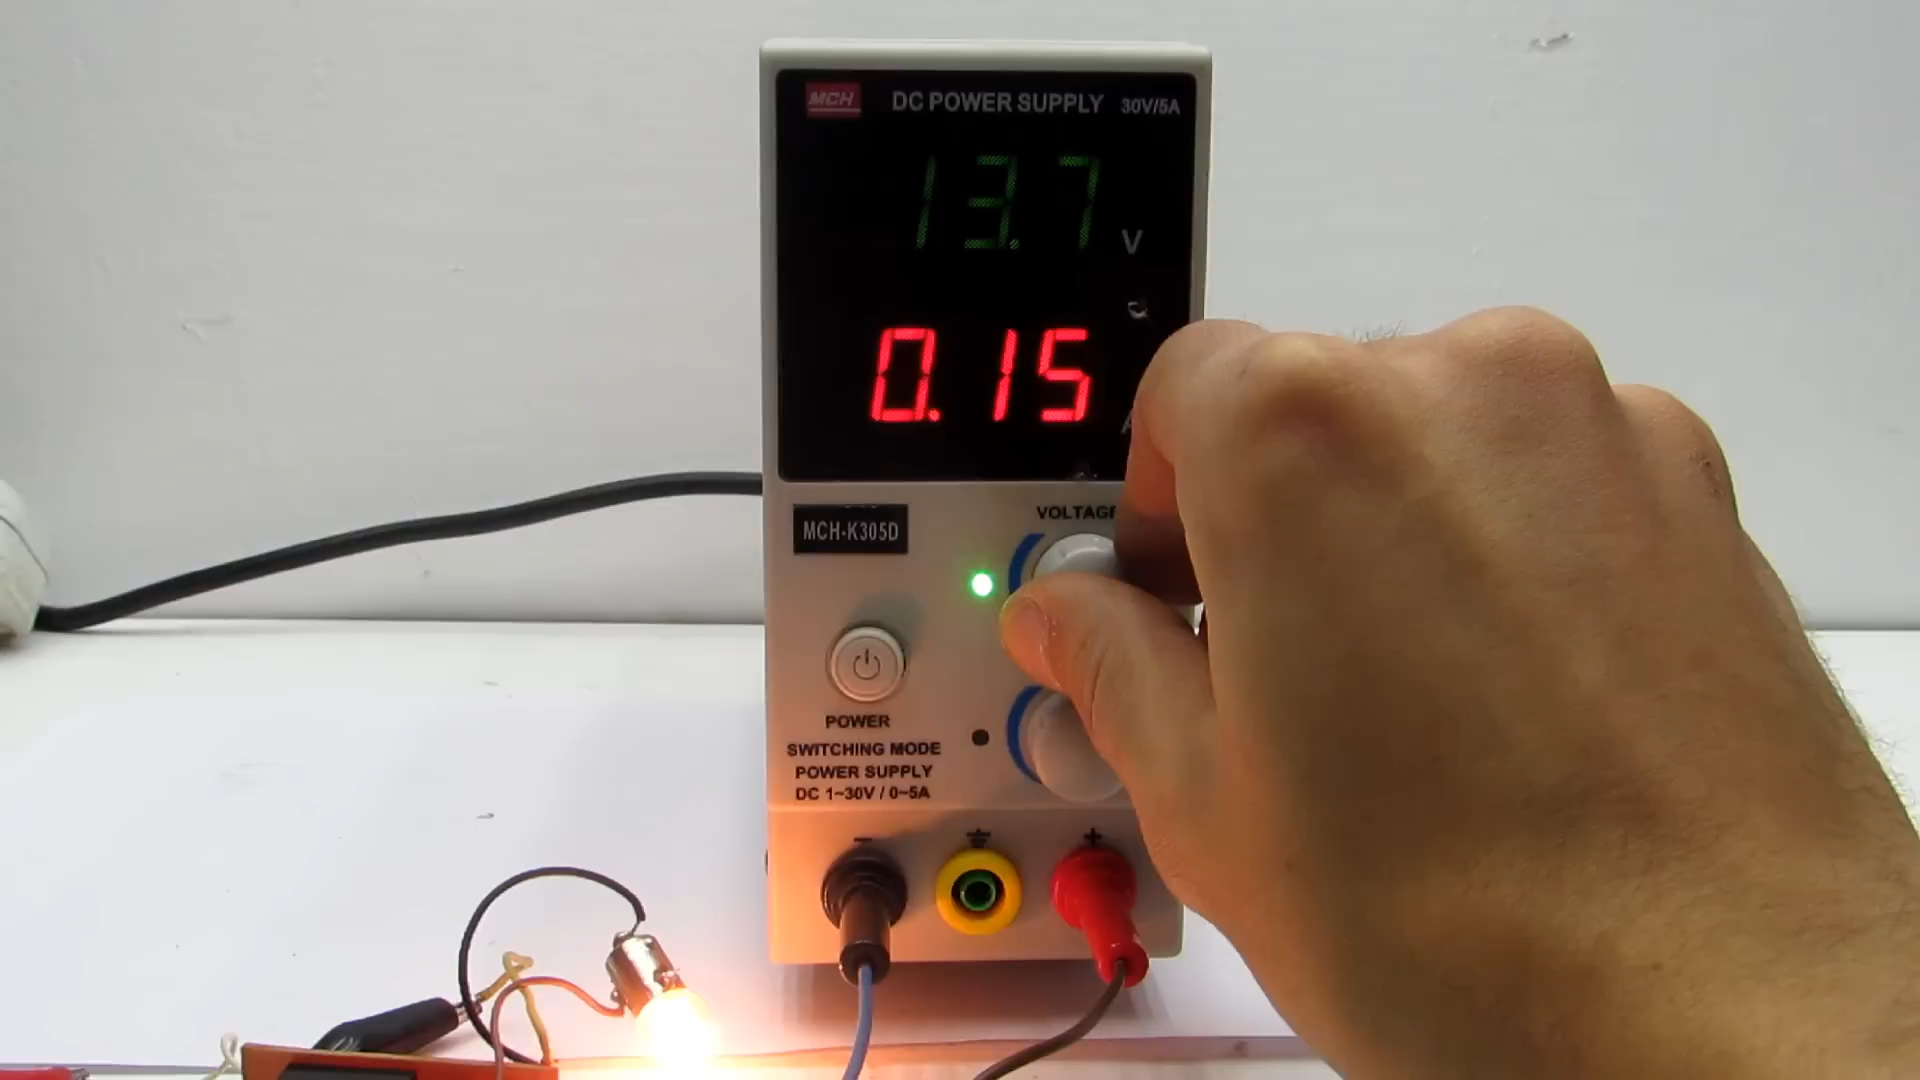 MCH DC POWER SUPPLY 30V/5A
13.7 V
0.15
VOLTAGE
MCH-K305D
POWER
SWITCHING MODE
POWER SUPPLY
DC 1~30V / 0~5A
- +